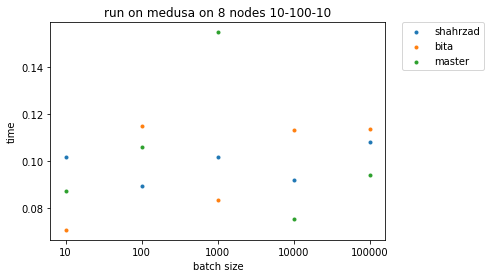 run on medusa on 8 nodes 10-100-10
shahrzad
bita
master
time
0.14
0.12
0.10
0.08
10 100 1000 10000 100000
batch size